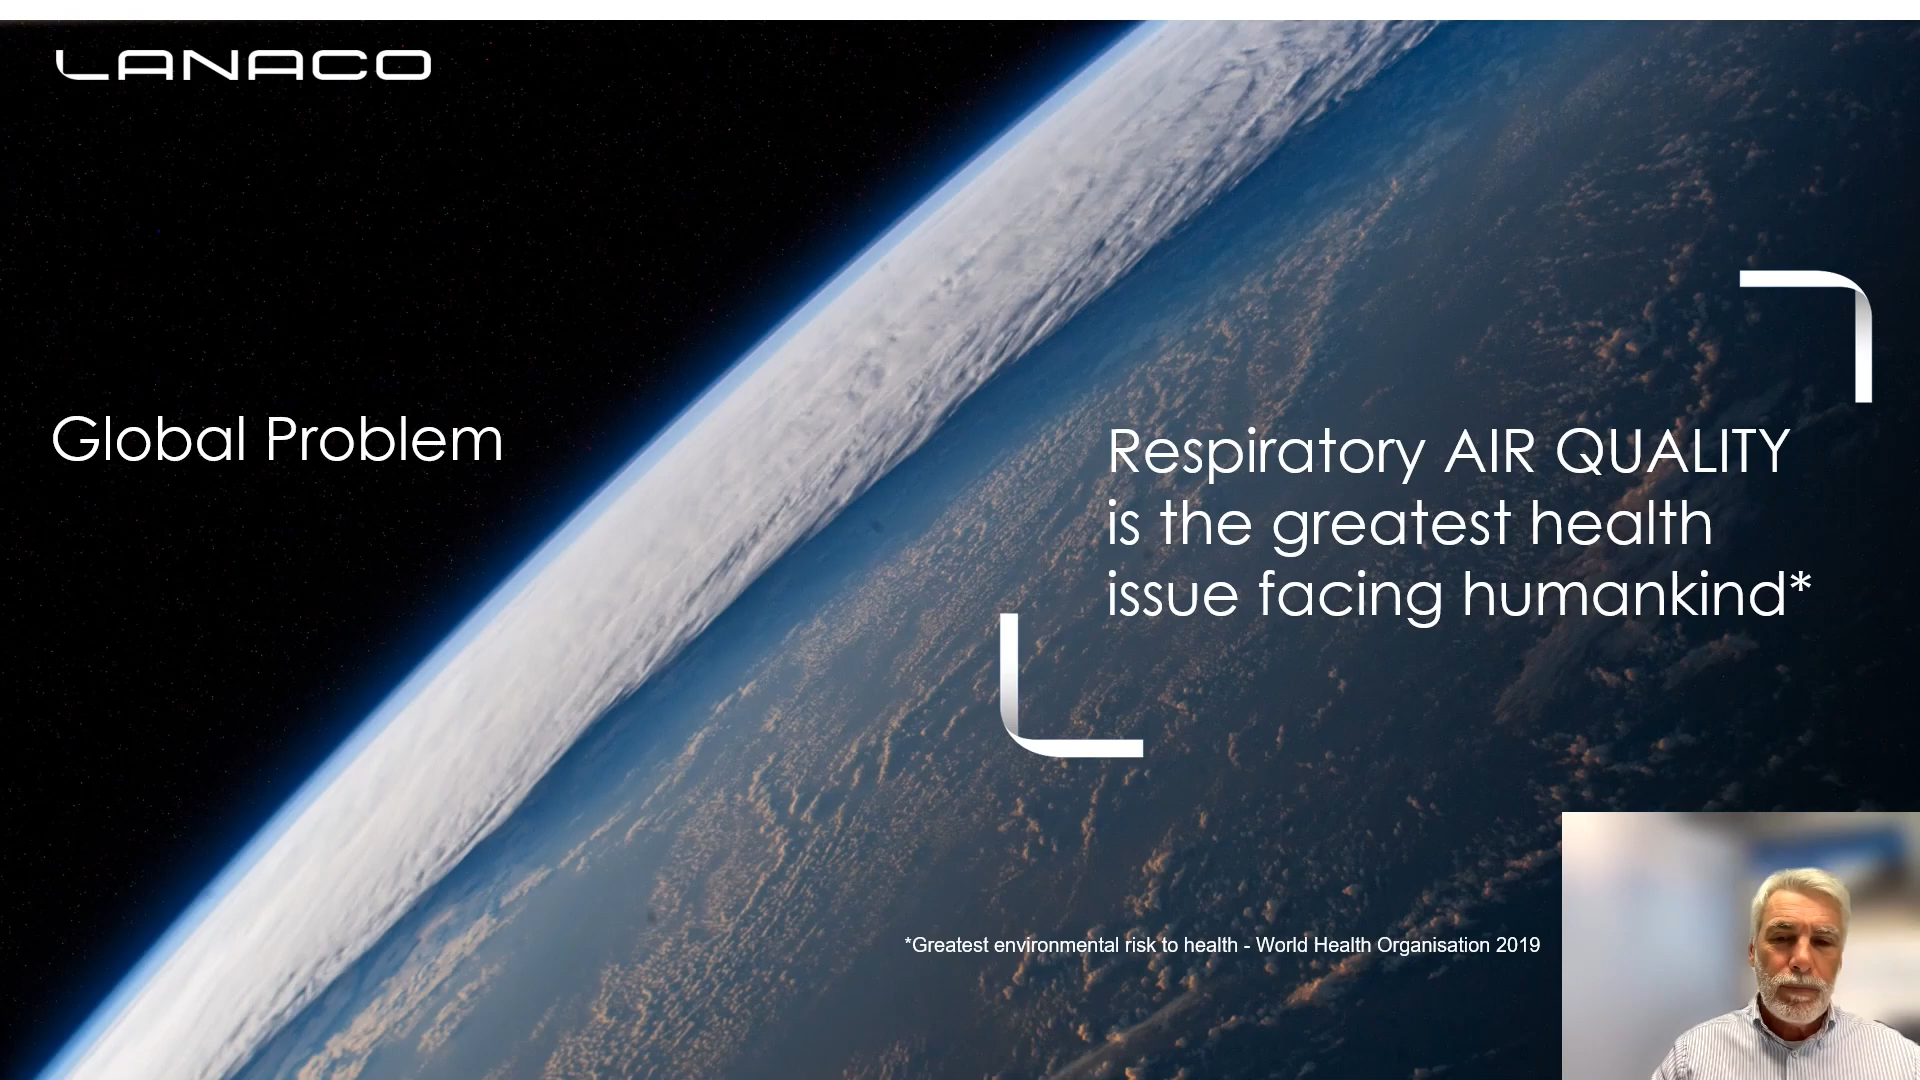 LANACO
Global Problem
Respiratory AIR QUALITY
is the greatest health
issue facing humankind*
*Greatest environmental risk to health - World Health Organisation 2019